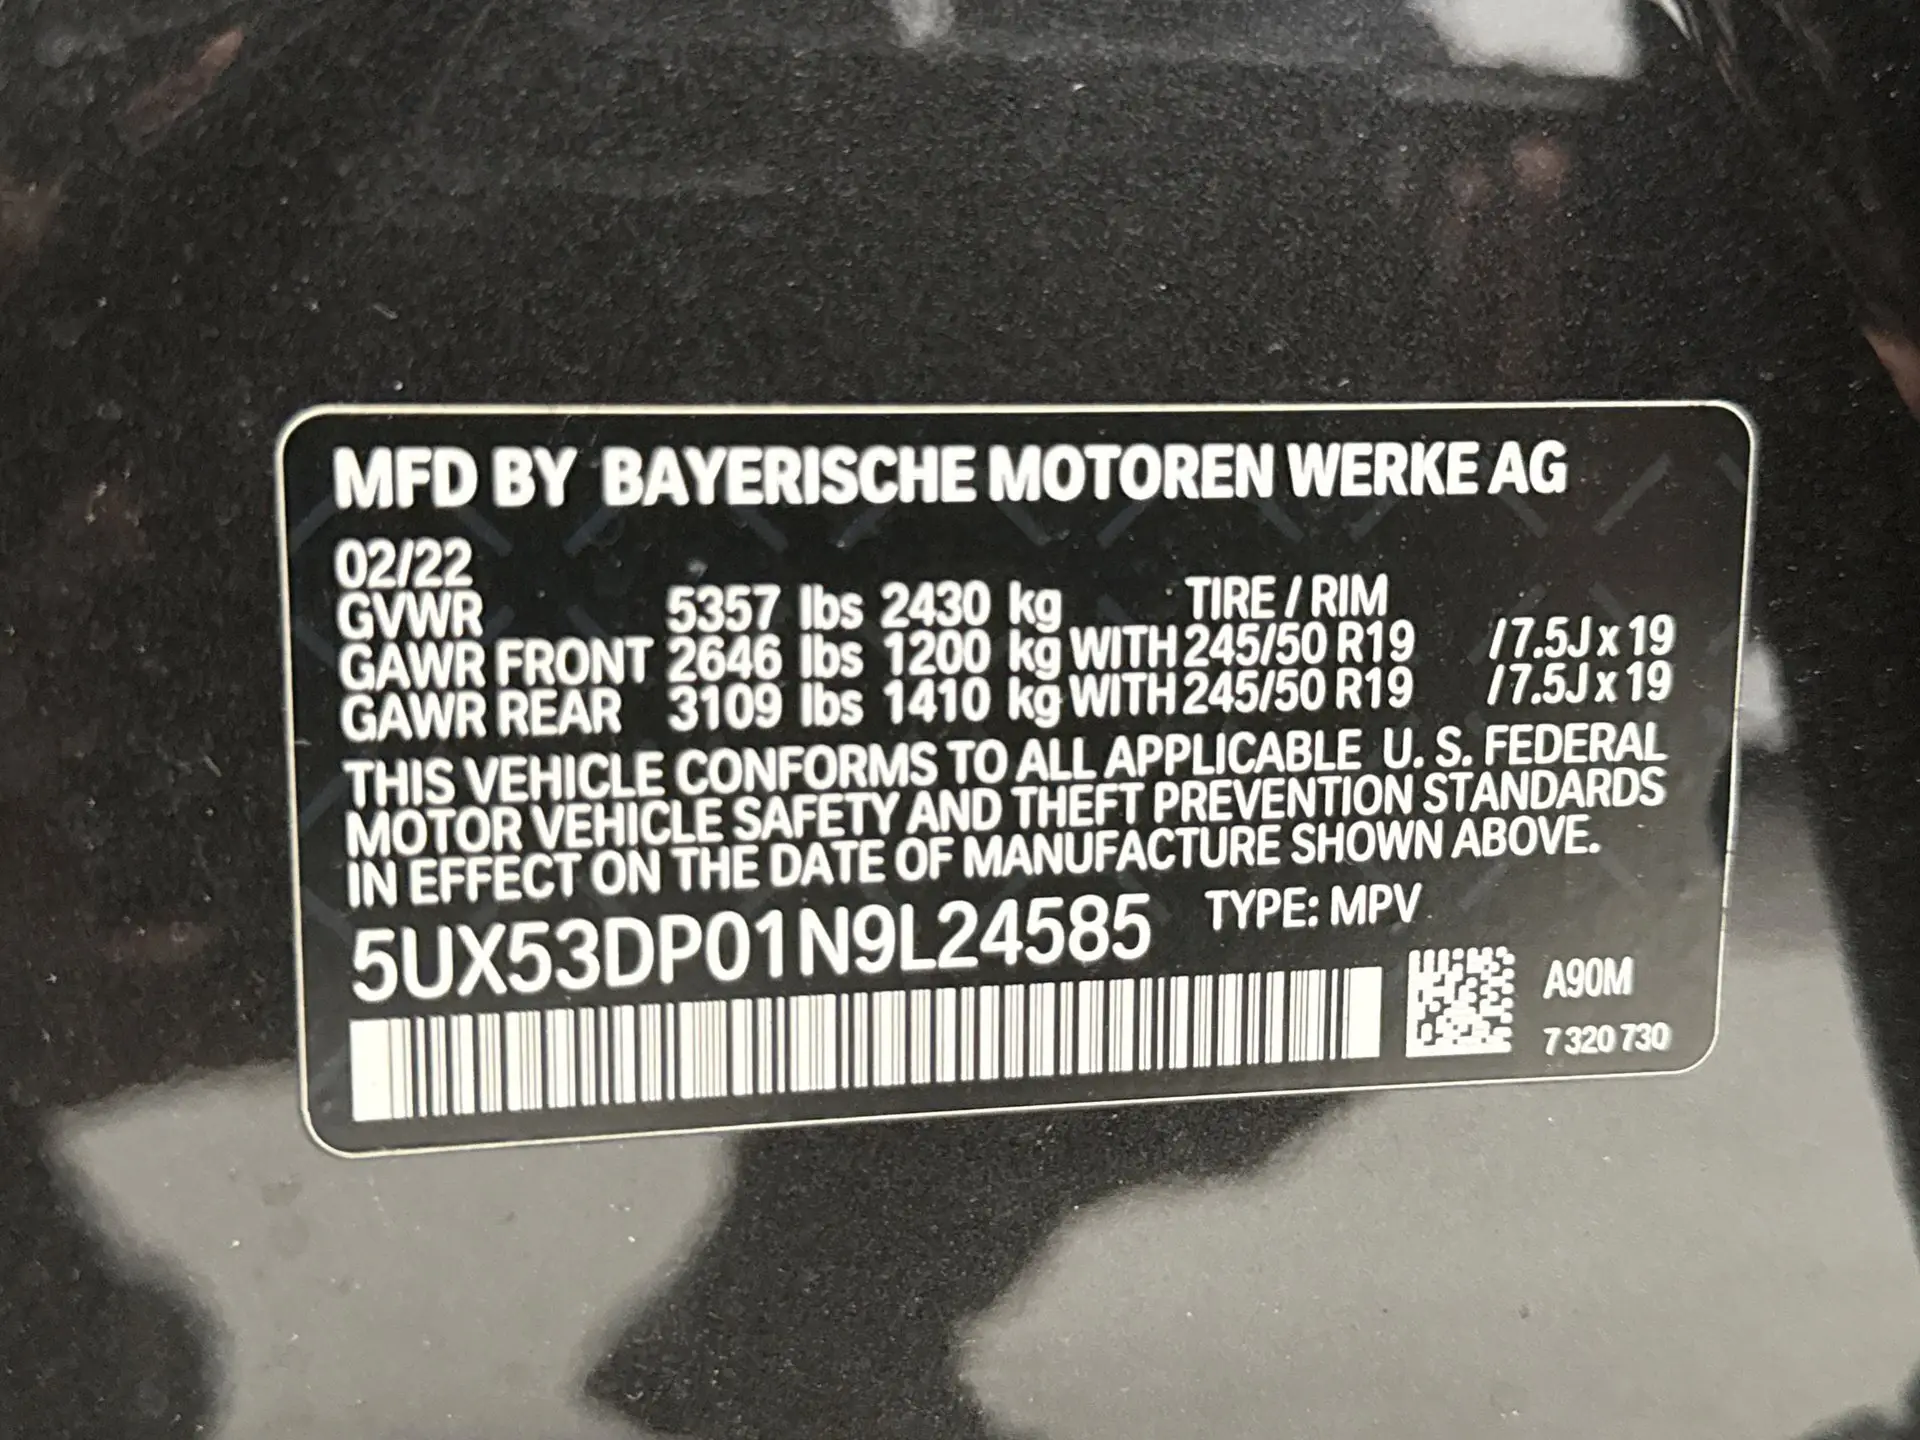 MFD BY BAYERISCHE MOTOREN WERKE AG
02/22
GVWR 5357 lbs 2430 kg TIRE / RIM
GAWR FRONT 2646 lbs 1200 kg WITH 245/50 R19 / 7.5J x 19
GAWR REAR 3109 lbs 1410 kg WITH 245/50 R19 / 7.5J x 19
THIS VEHICLE CONFORMS TO ALL APPLICABLE U. S. FEDERAL
MOTOR VEHICLE SAFETY AND THEFT PREVENTION STANDARDS
IN EFFECT ON THE DATE OF MANUFACTURE SHOWN ABOVE.
5UX53DP01N9L24585 TYPE: MPV
A90M
7 320 730